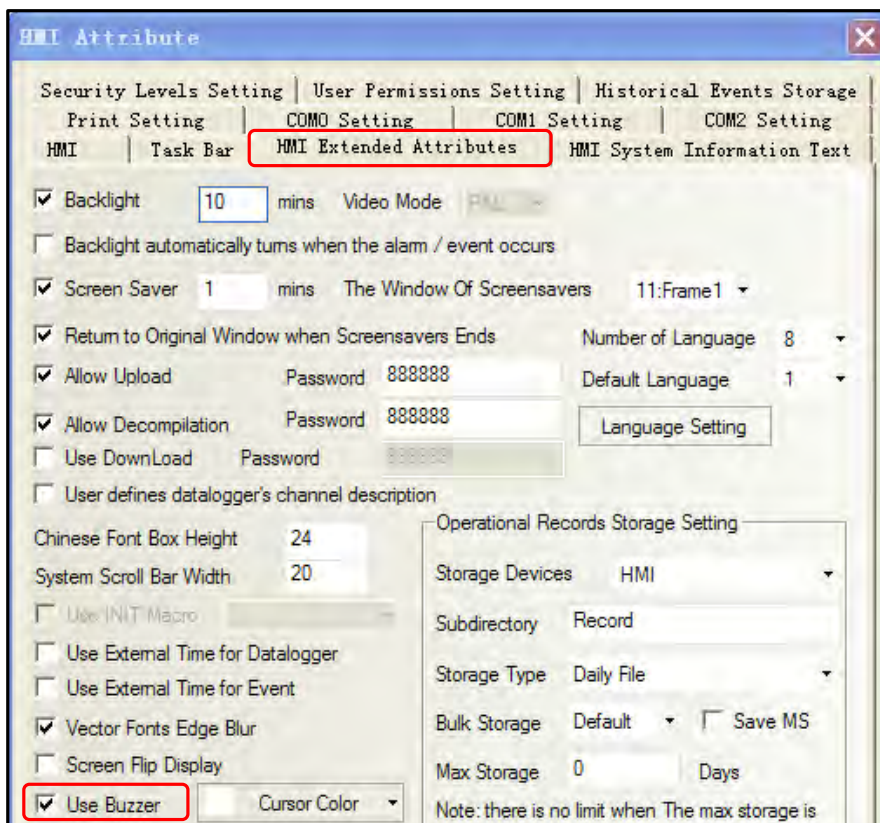 HMI Attribute
Security Levels Setting | User Permissions Setting | Historical Events Storage
Print Setting | COM0 Setting | COM1 Setting | COM2 Setting
HMI | Task Bar | HMI Extended Attributes | HMI System Information Text
Backlight 10 mins Video Mode PAL
Backlight automatically turns when the alarm / event occurs
Screen Saver 1 mins The Window Of Screensavers 11:Frame1
Return to Original Window when Screensavers Ends
Number of Language 8
Allow Upload Password 888888
Default Language 1
Allow Decompilation Password 888888
Language Setting
Use DownLoad Password 888888
User defines datalogger's channel description
Chinese Font Box Height 24
System Scroll Bar Width 20
Use INIT Macro
Use External Time for Datalogger
Use External Time for Event
Vector Fonts Edge Blur
Screen Flip Display
Use Buzzer Cursor Color
Operational Records Storage Setting
Storage Devices HMI
Subdirectory Record
Storage Type Daily File
Bulk Storage Default Save MS
Max Storage 0 Days
Note: there is no limit when The max storage is